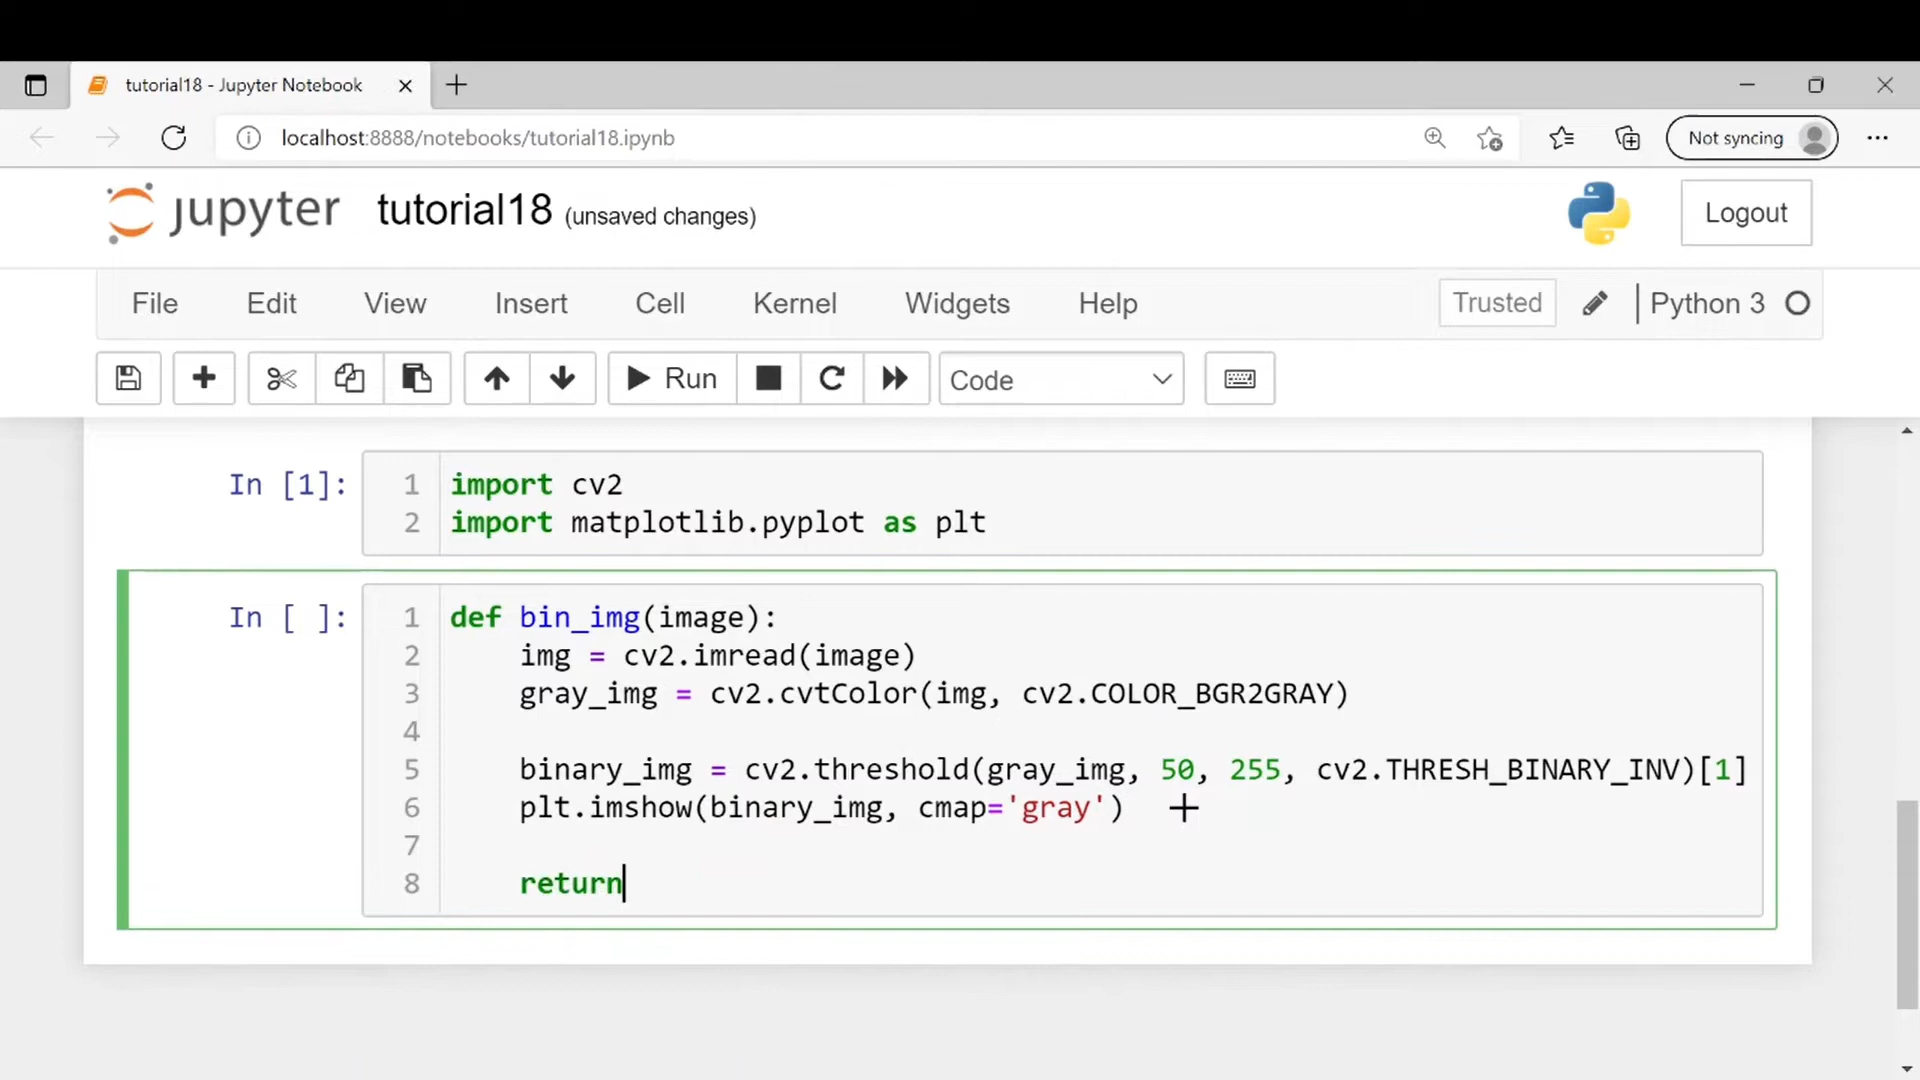 tutorial18 - Jupyter Notebook
localhost:8888/notebooks/tutorial18.ipynb
Not syncing
jupyter tutorial18 (unsaved changes)
Logout
File Edit View Insert Cell Kernel Widgets Help Trusted Python 3
Run Code
In [1]: 1 import cv2
2 import matplotlib.pyplot as plt
In [ ]: 1 def bin_img(image):
2 img = cv2.imread(image)
3 gray_img = cv2.cvtColor(img, cv2.COLOR_BGR2GRAY)
4
5 binary_img = cv2.threshold(gray_img, 50, 255, cv2.THRESH_BINARY_INV)[1]
6 plt.imshow(binary_img, cmap='gray')
7
8 return